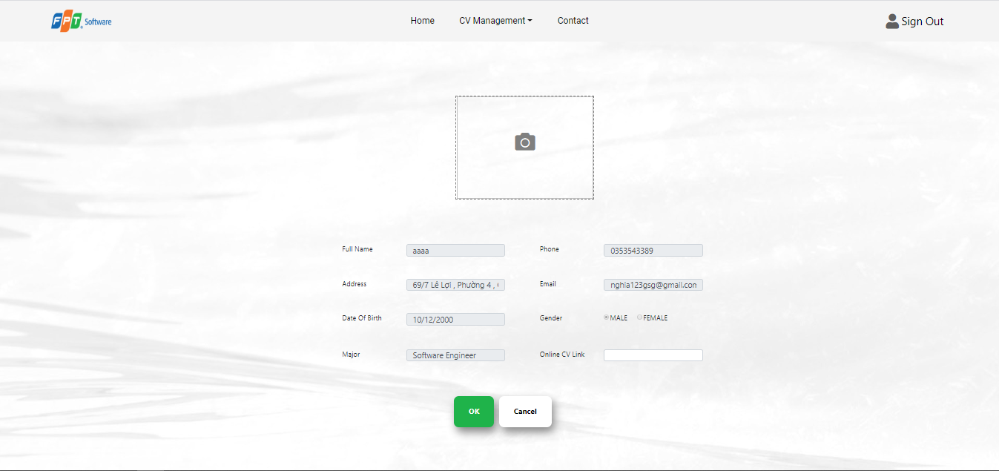 FPT Software
Home
CV Management
Contact
Sign Out
Full Name
aaaa
Phone
0353543389
Address
69/7 Lê Lợi , Phường 4 ,
Email
nghia123gsg@gmail.com
Date Of Birth
10/12/2000
Gender
MALE
FEMALE
Major
Software Engineer
Online CV Link
OK
Cancel